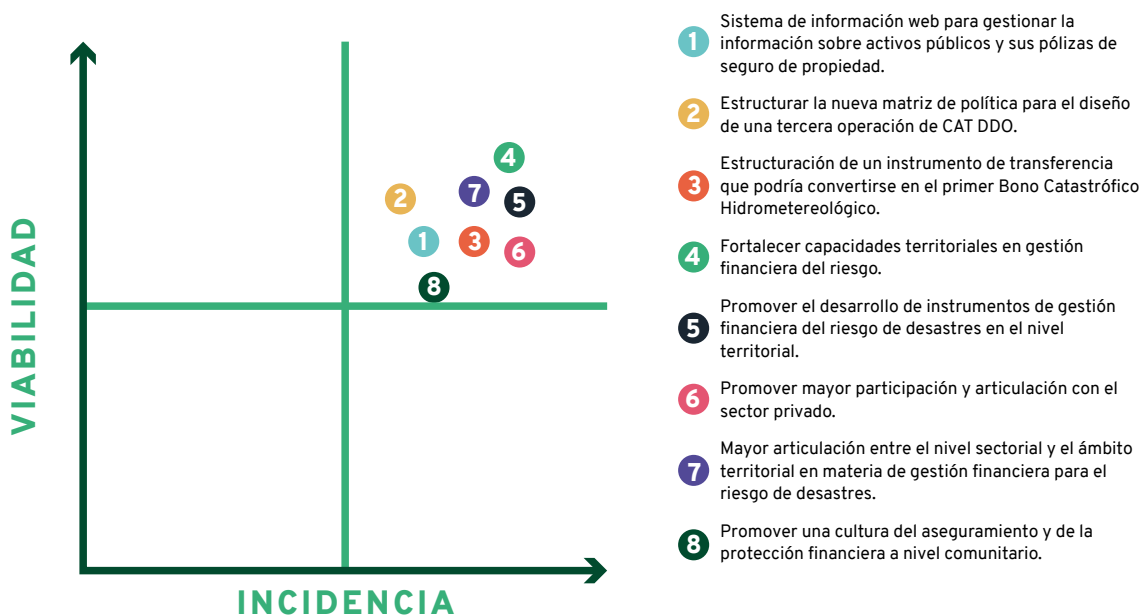 VIABILIDAD
4
7
2
5
1
3
6
8
INCIDENCIA
1
Sistema de información web para gestionar la
información sobre activos públicos y sus pólizas de
seguro de propiedad.
2
Estructurar la nueva matriz de política para el diseño
de una tercera operación de CAT DDO.
3
Estructuración de un instrumento de transferencia
que podría convertirse en el primer Bono Catastrófico
Hidrometereológico.
4
Fortalecer capacidades territoriales en gestión
financiera del riesgo.
5
Promover el desarrollo de instrumentos de gestión
financiera del riesgo de desastres en el nivel
territorial.
6
Promover mayor participación y articulación con el
sector privado.
7
Mayor articulación entre el nivel sectorial y el ámbito
territorial en materia de gestión financiera para el
riesgo de desastres.
8
Promover una cultura del aseguramiento y de la
protección financiera a nivel comunitario.